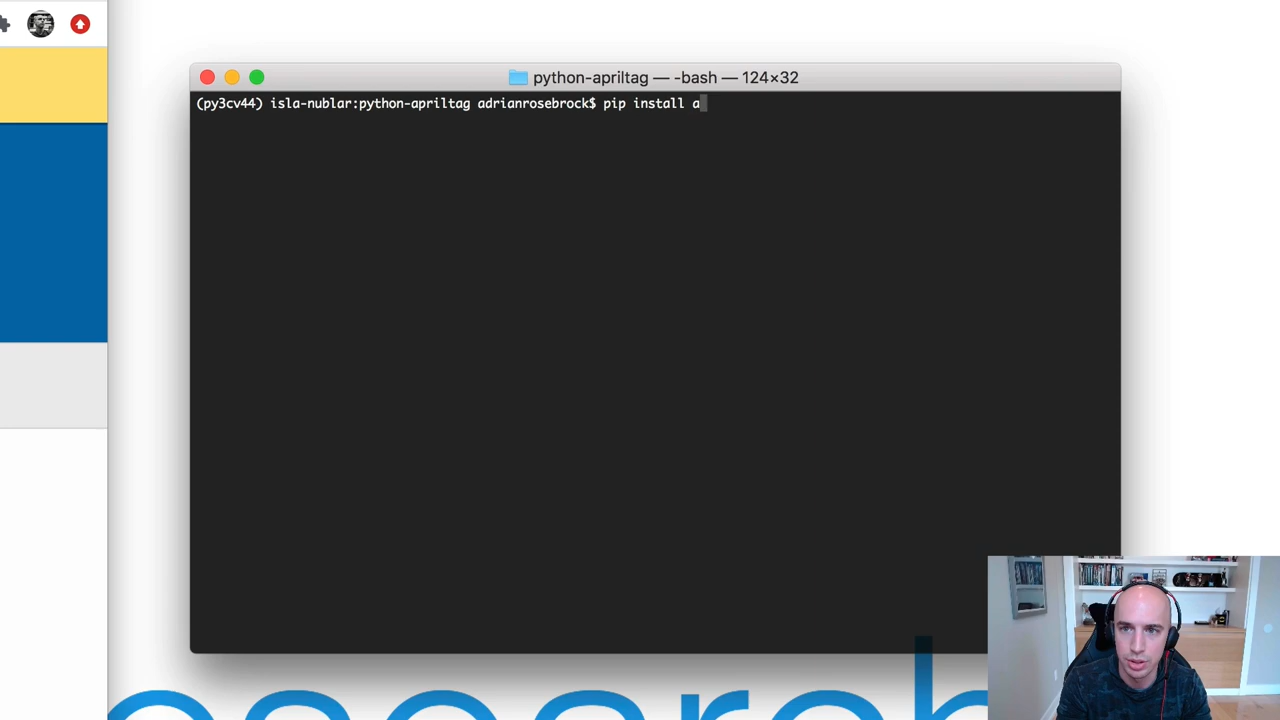 python-apriltag — -bash — 124×32
(py3cv44) isla-nublar:python-apriltag adrianrosebrock$ pip install a